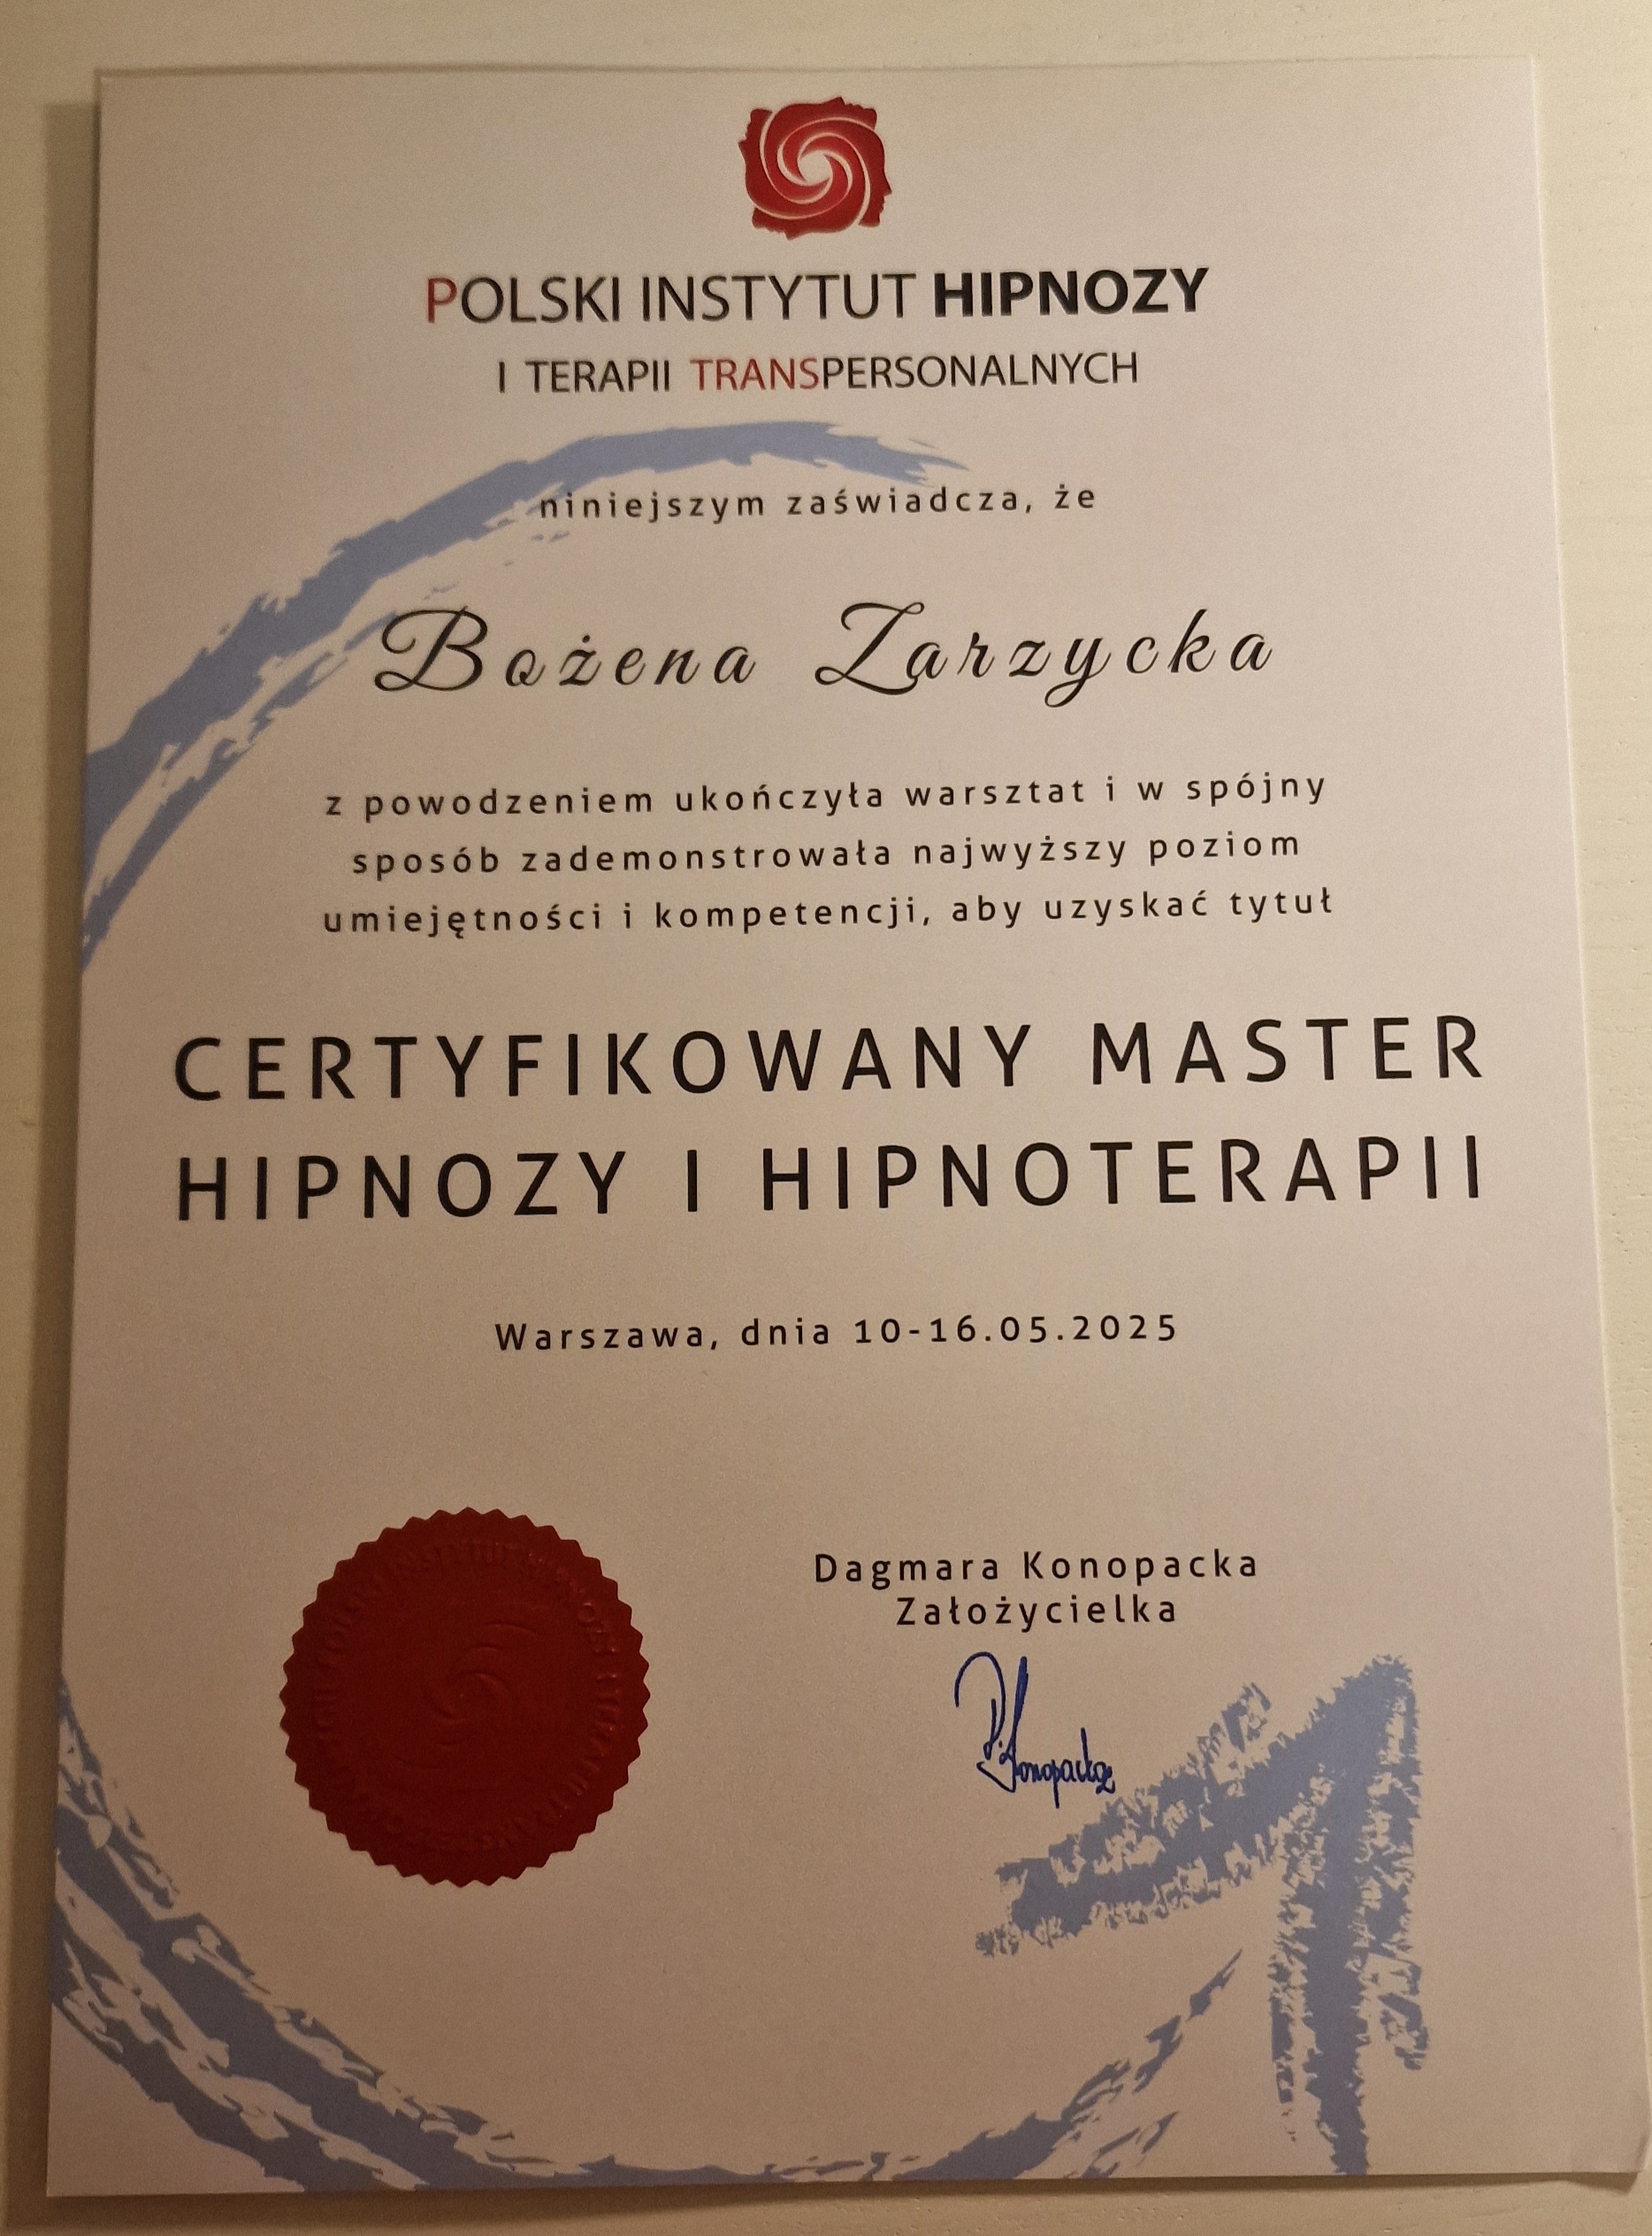 POLSKI INSTYTUT HIPNOZY
I TERAPII TRANSPERSONALNYCH
niniejszym zaświadcza, że
Bożena Zarzycka
z powodzeniem ukończyła warsztat i w spójny
sposób zademonstrowała najwyższy poziom
umiejętności i kompetencji, aby uzyskać tytuł
CERTYFIKOWANY MASTER
HIPNOZY I HIPNOTERAPII
Warszawa, dnia 10-16.05.2025
Dagmara Konopacka
Założycielka
D. Konopacka